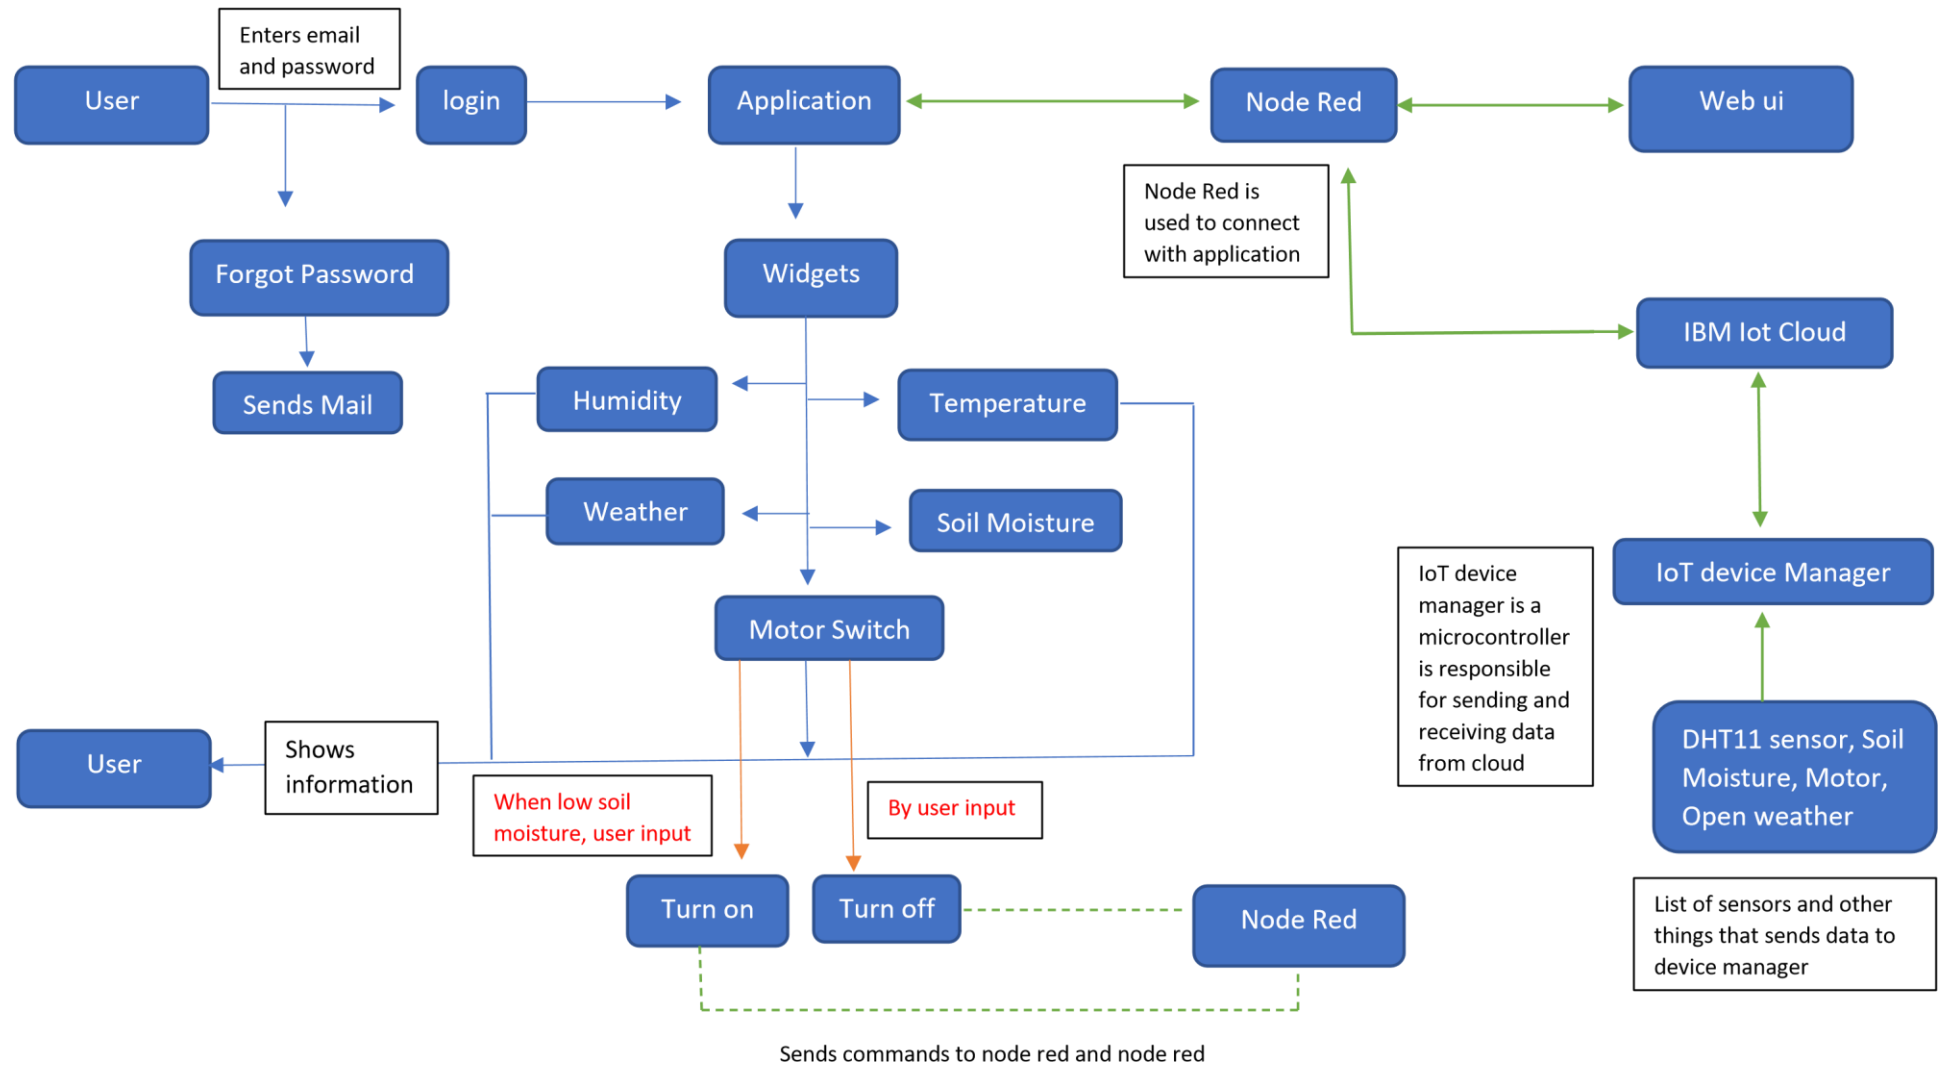 Enters email
and password
User
login
Application
Node Red
Web ui
Node Red is
used to connect
with application
Forgot Password
Widgets
IBM Iot Cloud
Sends Mail
Humidity
Temperature
Weather
Soil Moisture
IoT device
manager is a
microcontroller
is responsible
for sending and
receiving data
from cloud
IoT device Manager
Motor Switch
User
Shows
information
DHT11 sensor, Soil
Moisture, Motor,
Open weather
When low soil
moisture, user input
By user input
Turn on
Turn off
Node Red
List of sensors and other
things that sends data to
device manager
Sends commands to node red and node red